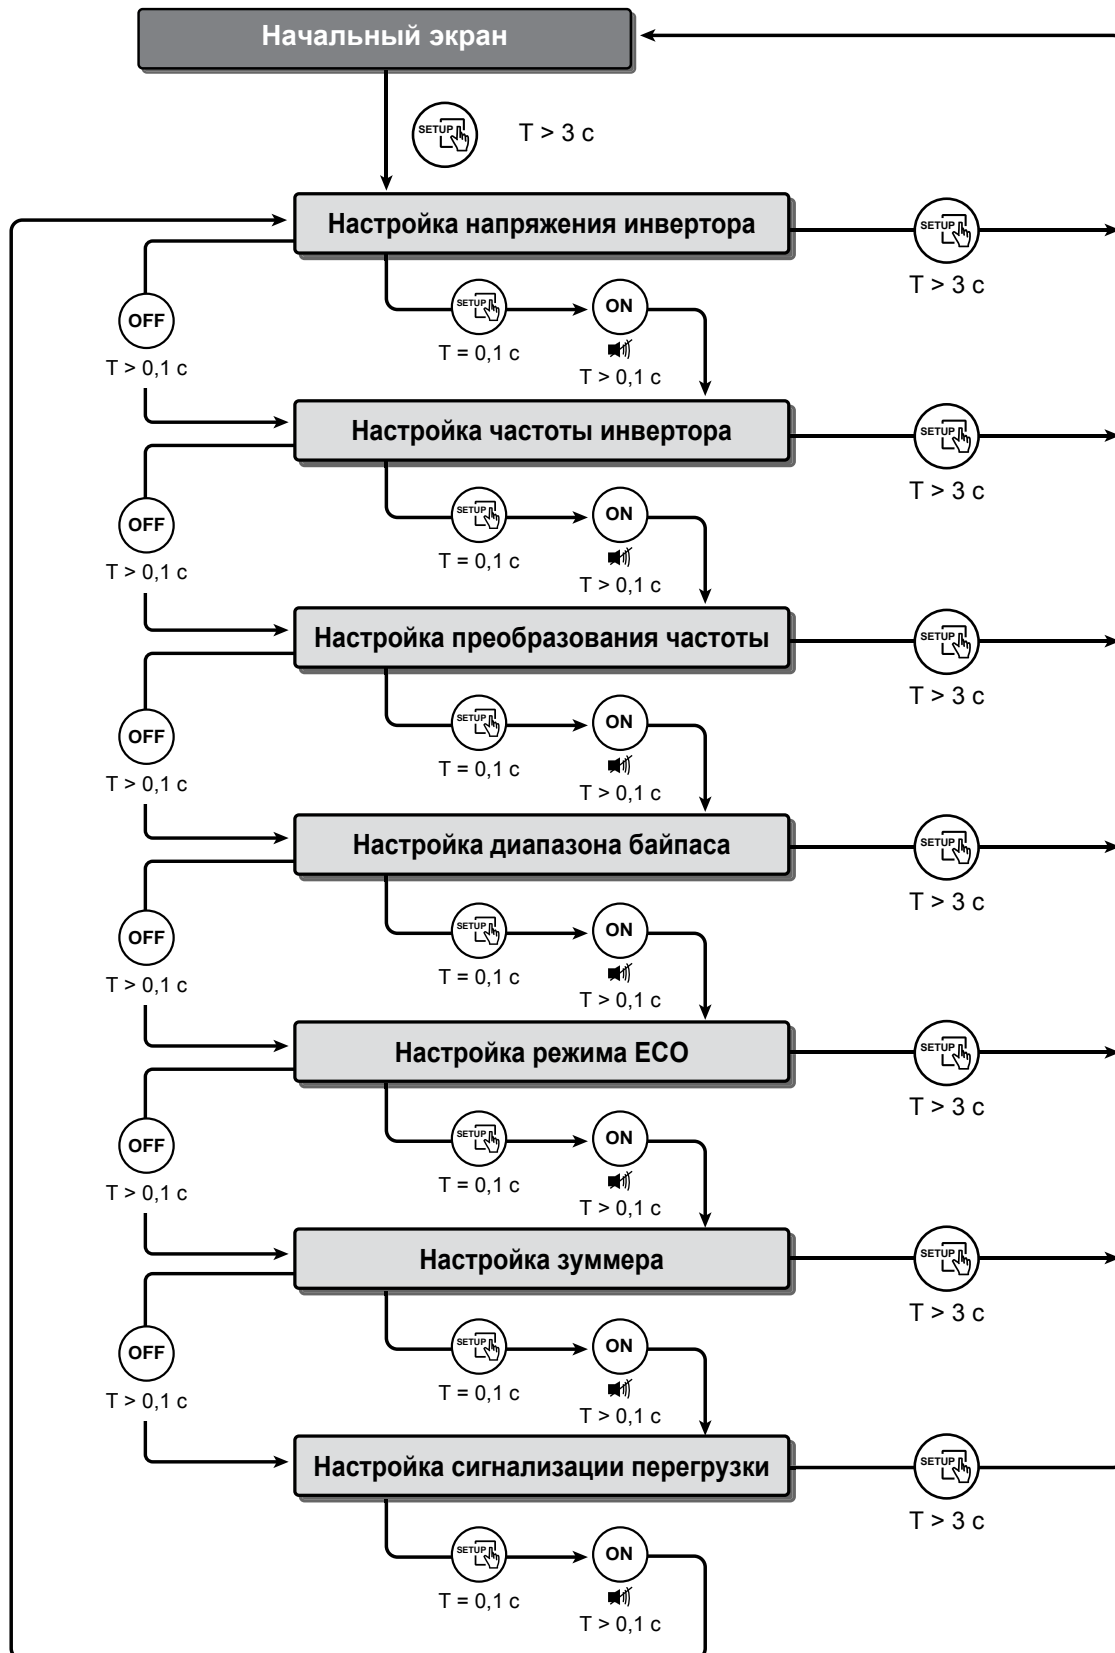 Начальный экран
SETUP
T > 3 с
Настройка напряжения инвертора
SETUP
T > 3 с
OFF
T > 0,1 с
SETUP
T = 0,1 с
ON
T > 0,1 с
Настройка частоты инвертора
SETUP
T > 3 с
OFF
T > 0,1 с
SETUP
T = 0,1 с
ON
T > 0,1 с
Настройка преобразования частоты
SETUP
T > 3 с
OFF
T > 0,1 с
SETUP
T = 0,1 с
ON
T > 0,1 с
Настройка диапазона байпаса
SETUP
T > 3 с
OFF
T > 0,1 с
SETUP
T = 0,1 с
ON
T > 0,1 с
Настройка режима ECO
SETUP
T > 3 с
OFF
T > 0,1 с
SETUP
T = 0,1 с
ON
T > 0,1 с
Настройка зуммера
SETUP
T > 3 с
OFF
T > 0,1 с
SETUP
T = 0,1 с
ON
T > 0,1 с
Настройка сигнализации перегрузки
SETUP
T > 3 с
SETUP
T = 0,1 с
ON
T > 0,1 с